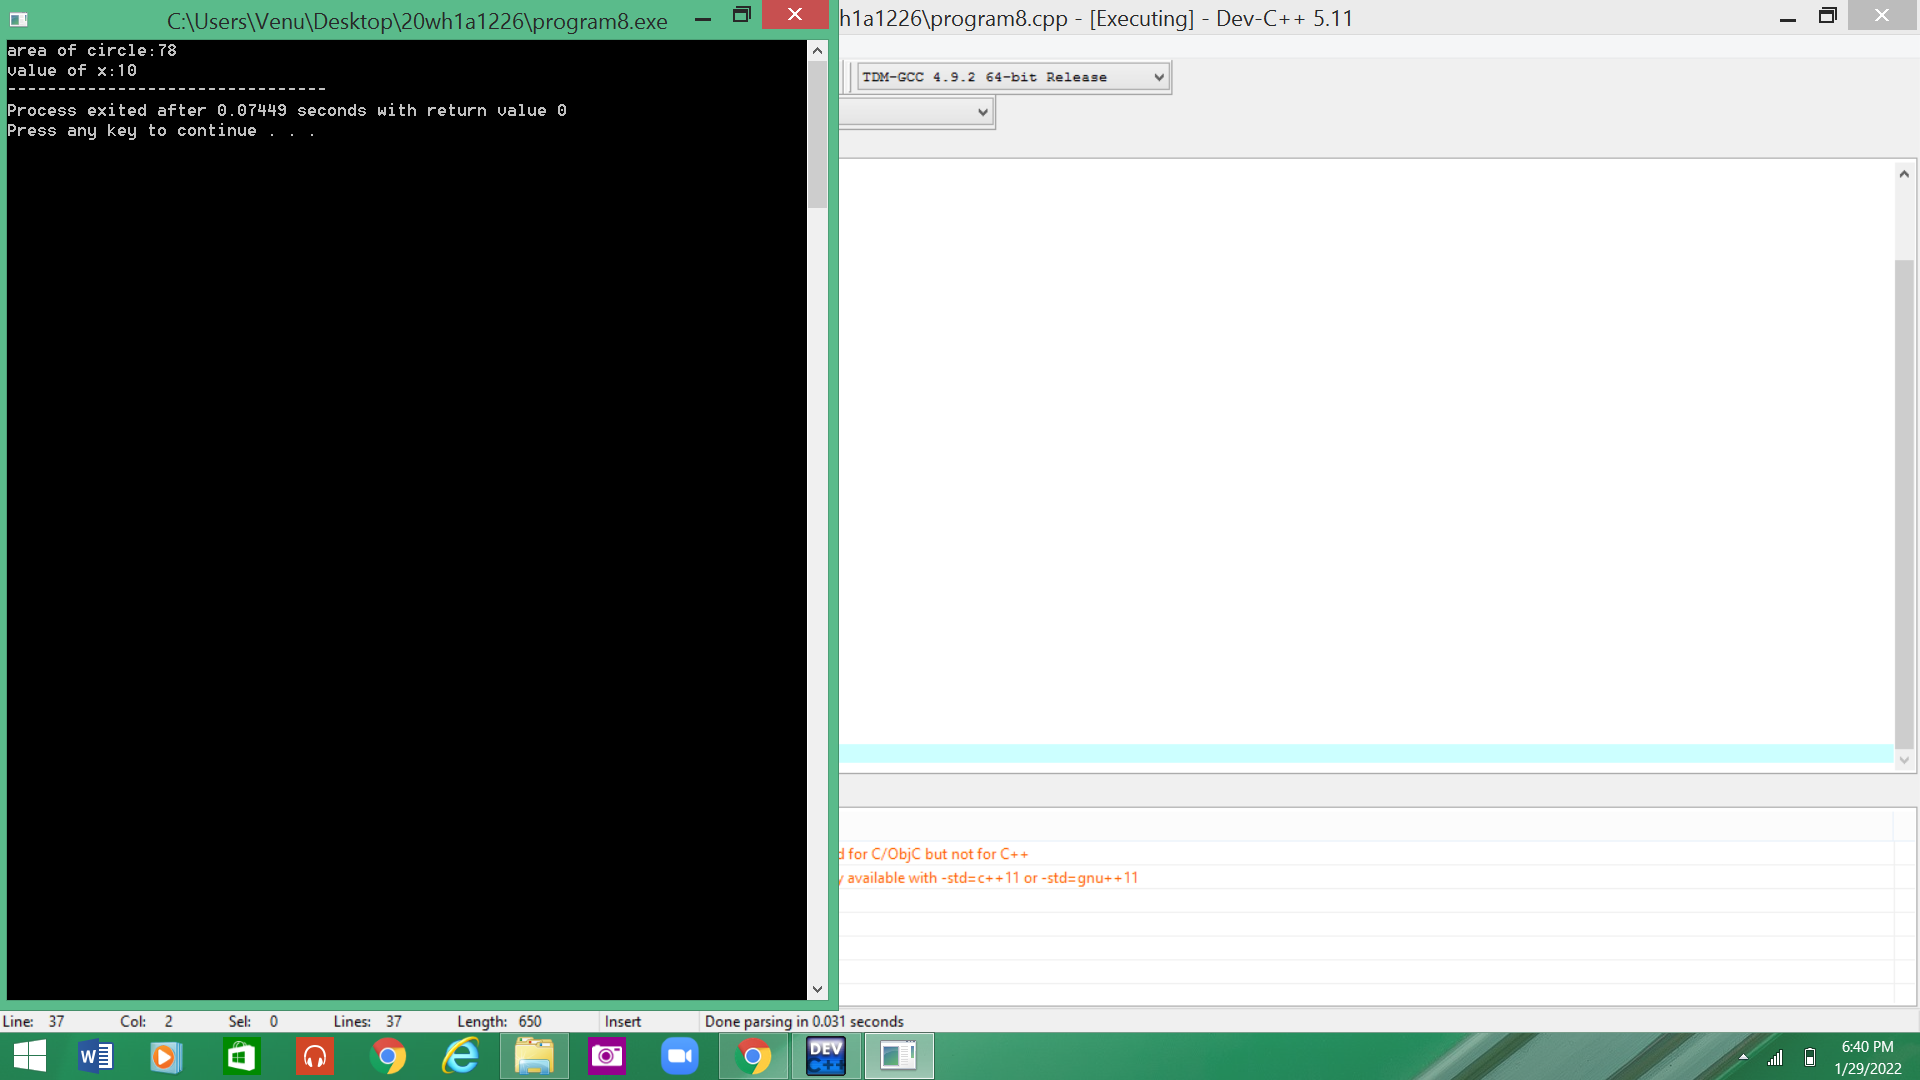 C:\Users\Venu\Desktop\20wh1a1226\program8.exe
h1a1226\program8.cpp - [Executing] - Dev-C++ 5.11
area of circle:78
value of x:10
--------------------------------
Process exited after 0.07449 seconds with return value 0
Press any key to continue . . .
TDM-GCC 4.9.2 64-bit Release
d for C/ObjC but not for C++
y available with -std=c++11 or -std=gnu++11
Line: 37 Col: 2 Sel: 0 Lines: 37 Length: 650 Insert Done parsing in 0.031 seconds
DEV
C++
6:40 PM
1/29/2022